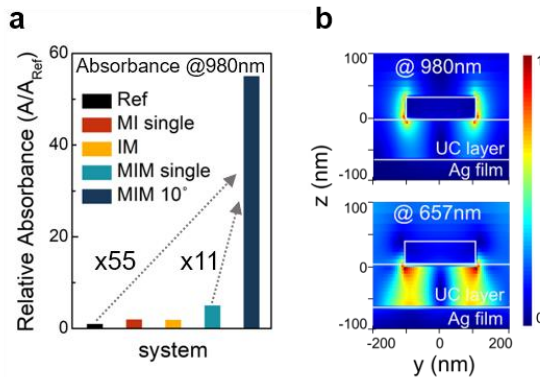 a
Absorbance @980nm
Relative Absorbance (A/A_Ref)
60
40
20
0
Ref
MI single
IM
MIM single
MIM 10°
x55
x11
system
b
@ 980nm
UC layer
Ag film
@ 657nm
UC layer
Ag film
z (nm)
100
0
-100
100
0
-100
-200
0
200
y (nm)
1
0